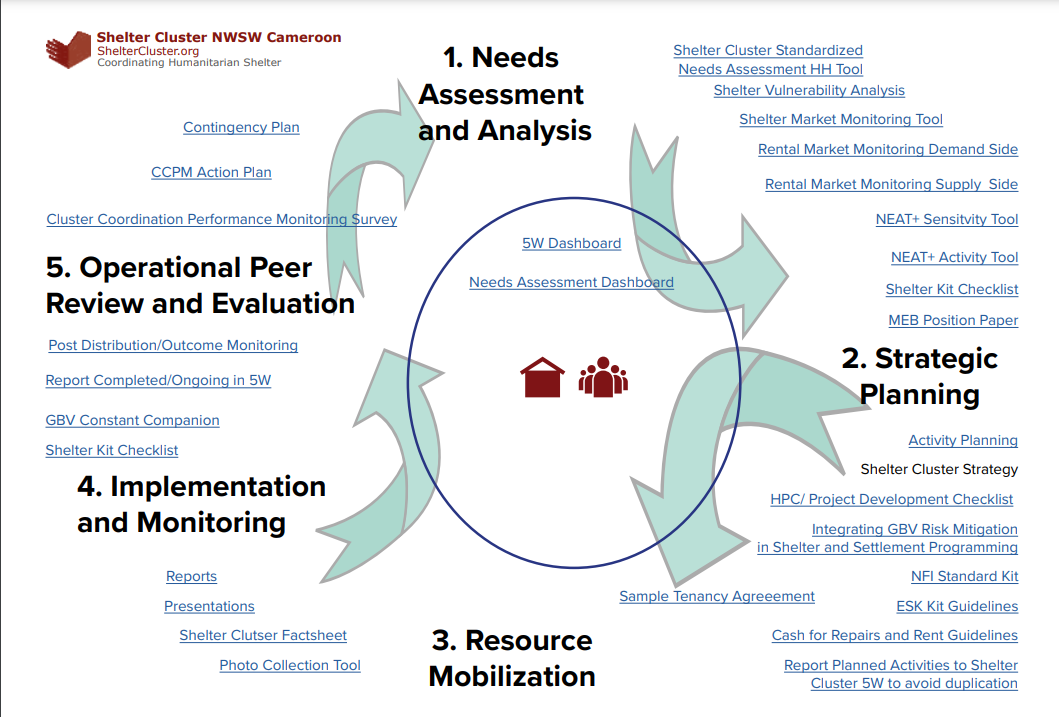 Shelter Cluster NWSW Cameroon
ShelterCluster.org
Coordinating Humanitarian Shelter
1. Needs
Assessment
and Analysis
Shelter Cluster Standardized
Needs Assessment HH Tool
Shelter Vulnerability Analysis
Shelter Market Monitoring Tool
Rental Market Monitoring Demand Side
Rental Market Monitoring Supply Side
NEAT+ Sensitvity Tool
NEAT+ Activity Tool
Shelter Kit Checklist
MEB Position Paper
2. Strategic
Planning
Activity Planning
Shelter Cluster Strategy
HPC/ Project Development Checklist
Integrating GBV Risk Mitigation
in Shelter and Settlement Programming
NFI Standard Kit
ESK Kit Guidelines
Cash for Repairs and Rent Guidelines
Report Planned Activities to Shelter
Cluster 5W to avoid duplication
Sample Tenancy Agreeement
3. Resource
Mobilization
Reports
Presentations
Shelter Clutser Factsheet
Photo Collection Tool
4. Implementation
and Monitoring
Post Distribution/Outcome Monitoring
Report Completed/Ongoing in 5W
GBV Constant Companion
Shelter Kit Checklist
5. Operational Peer
Review and Evaluation
Contingency Plan
CCPM Action Plan
Cluster Coordination Performance Monitoring Survey
5W Dashboard
Needs Assessment Dashboard